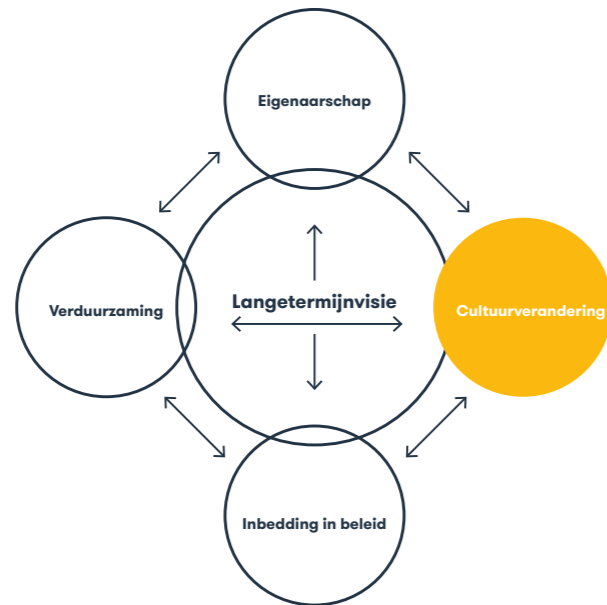 Eigenaarschap
Langetermijnvisie
Verduurzaming
Cultuurverandering
Inbedding in beleid